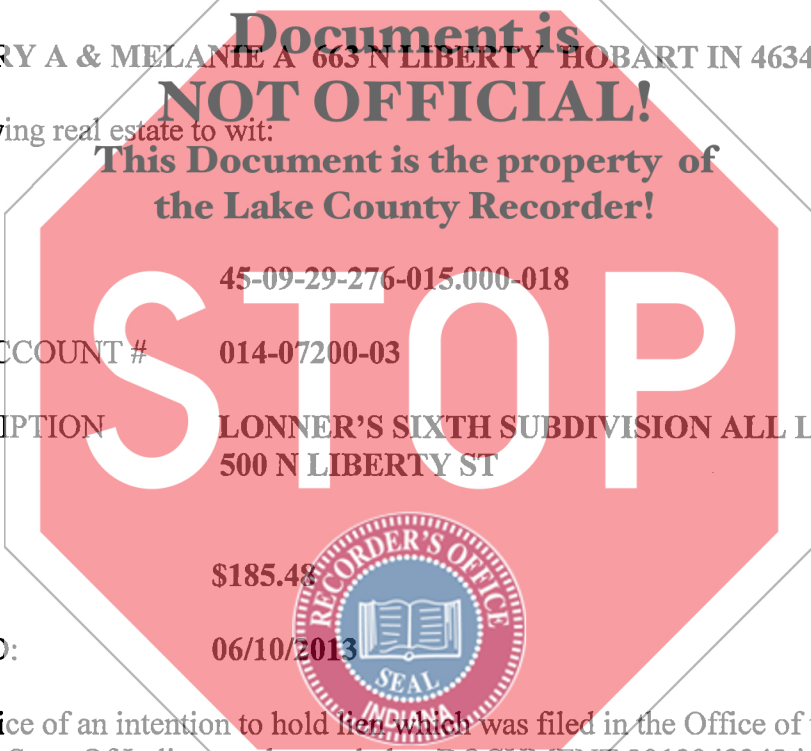 Document is
RY A & MELANIE A 663 N LIBERTY HOBART IN 4634
NOT OFFICIAL!
ving real estate to wit:
This Document is the property of
the Lake County Recorder!
45-09-29-276-015.000-018
STOP
CCOUNT # 014-07200-03
IPTION LONNER'S SIXTH SUBDIVISION ALL L
500 N LIBERTY ST
RECORDER'S OFFICE
$185.48
D: 06/10/2013
SEAL
INDIANA
ice of an intention to hold lien which was filed in the Office of